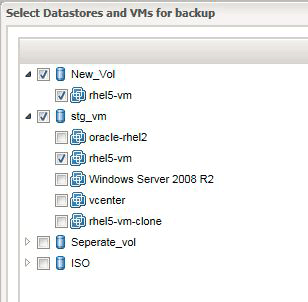 Select Datastores and VMs for backup
New_Vol
rhel5-vm
stg_vm
oracle-rhel2
rhel5-vm
Windows Server 2008 R2
vcenter
rhel5-vm-clone
Seperate_vol
ISO